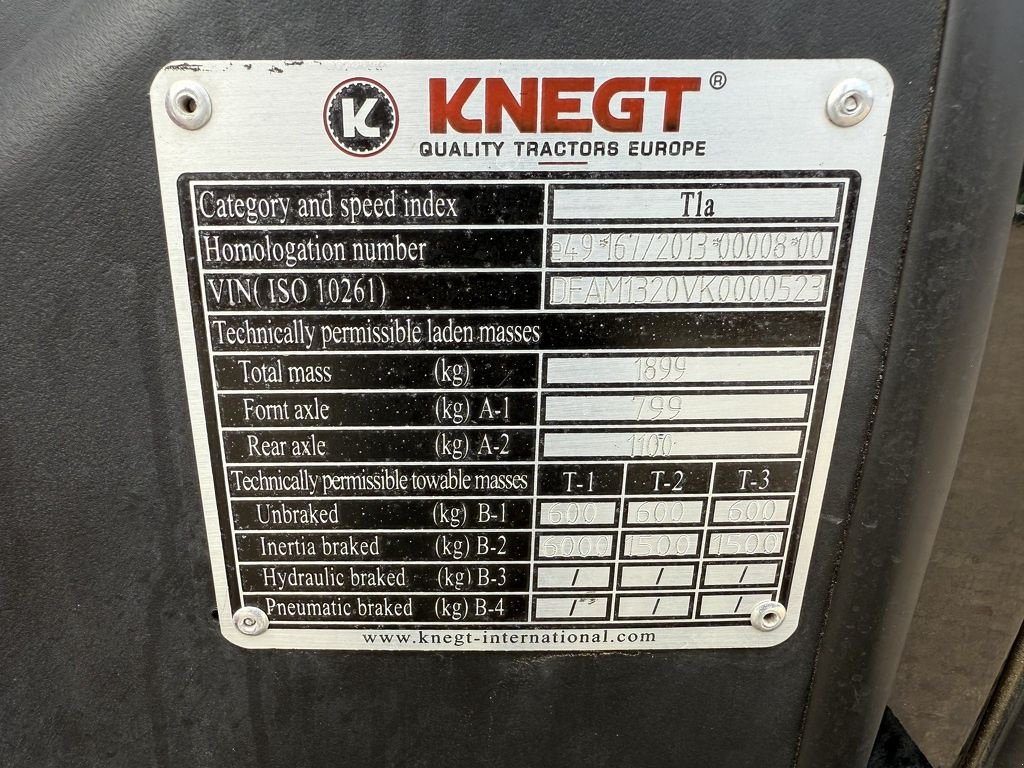 K KNEGT®
QUALITY TRACTORS EUROPE
Category and speed index T1a
Homologation number e49*167/2013*00008*00
VIN( ISO 10261) DFAM1320VK0000523
Technically permissible laden masses
Total mass (kg) 1899
Fornt axle (kg) A-1 799
Rear axle (kg) A-2 1100
Technically permissible towable masses T-1 T-2 T-3
Unbraked (kg) B-1 600 600 600
Inertia braked (kg) B-2 6000 1500 1500
Hydraulic braked (kg) B-3 / / /
Pneumatic braked (kg) B-4 / / /
www.knegt-international.com